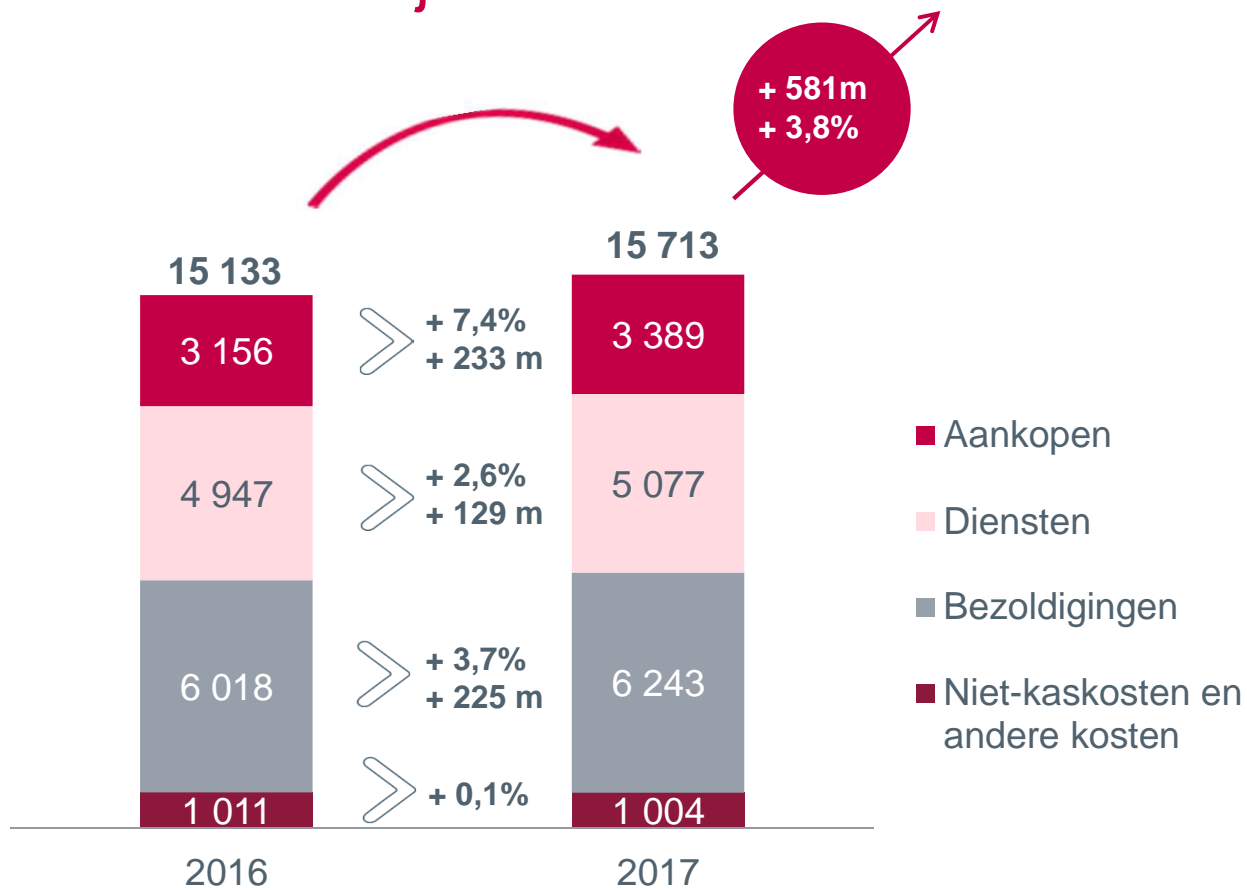 + 581m
+ 3,8%
15 133
15 713
3 156
+ 7,4%
+ 233 m
3 389
4 947
+ 2,6%
+ 129 m
5 077
6 018
+ 3,7%
+ 225 m
6 243
1 011
+ 0,1%
1 004
2016
2017
Aankopen
Diensten
Bezoldigingen
Niet-kaskosten en
andere kosten